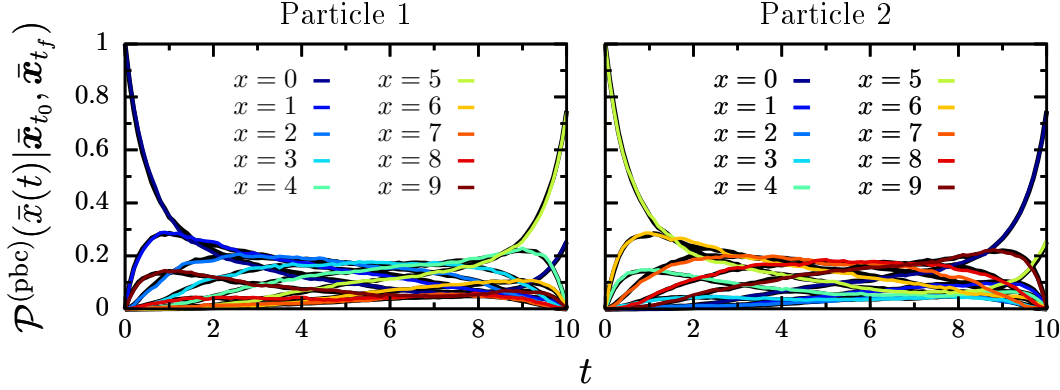 Particle 1 Particle 2
𝒫^(pbc)(x̄(t)|x̄_{t_0}, x̄_{t_f})
1
0.8
0.6
0.4
0.2
0
x = 0 x = 5
x = 1 x = 6
x = 2 x = 7
x = 3 x = 8
x = 4 x = 9
x = 0 x = 5
x = 1 x = 6
x = 2 x = 7
x = 3 x = 8
x = 4 x = 9
0 2 4 6 8 10
0 2 4 6 8 10
t